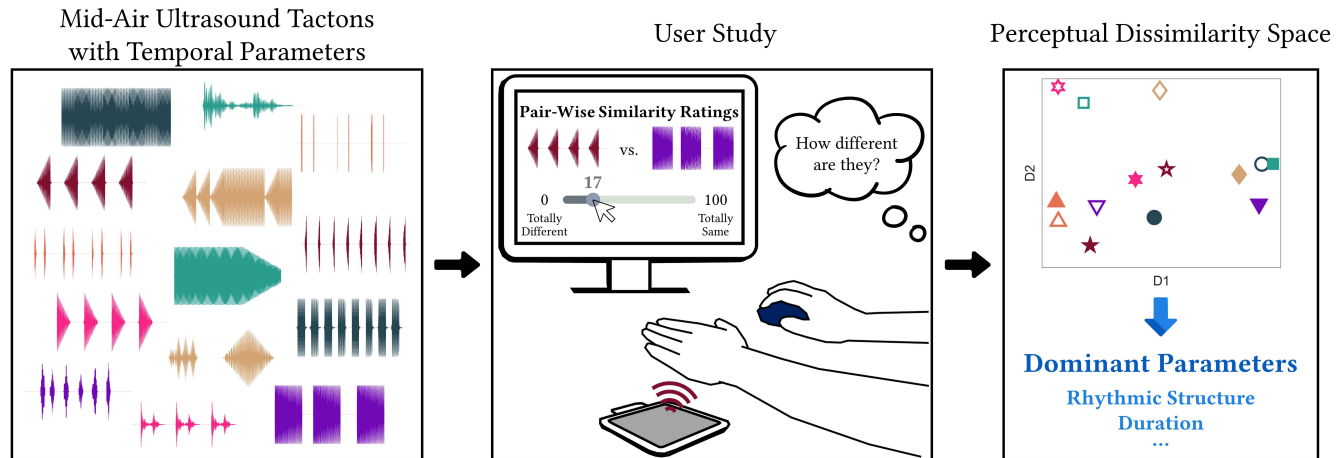 Mid-Air Ultrasound Tactons
with Temporal Parameters
User Study
Pair-Wise Similarity Ratings
vs.
17
0
100
Totally
Different
Totally
Same
How different
are they?
Perceptual Dissimilarity Space
D2
D1
Dominant Parameters
Rhythmic Structure
Duration
...